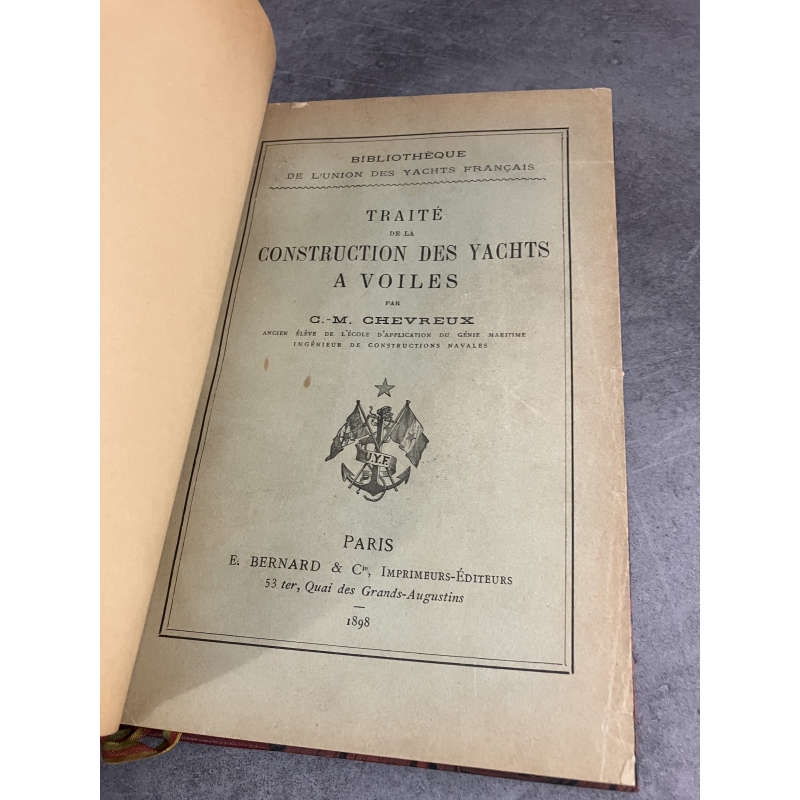 BIBLIOTHÈQUE
DE L'UNION DES YACHTS FRANÇAIS
TRAITÉ
DE LA
CONSTRUCTION DES YACHTS
A VOILES
PAR
C.-M. CHEVREUX
ANCIEN ÉLÈVE DE L'ÉCOLE D'APPLICATION DU GÉNIE MARITIME
INGÉNIEUR DE CONSTRUCTIONS NAVALES
U.Y.F.
PARIS
E. BERNARD & Cie, IMPRIMEURS-ÉDITEURS
53 ter, Quai des Grands-Augustins
1898